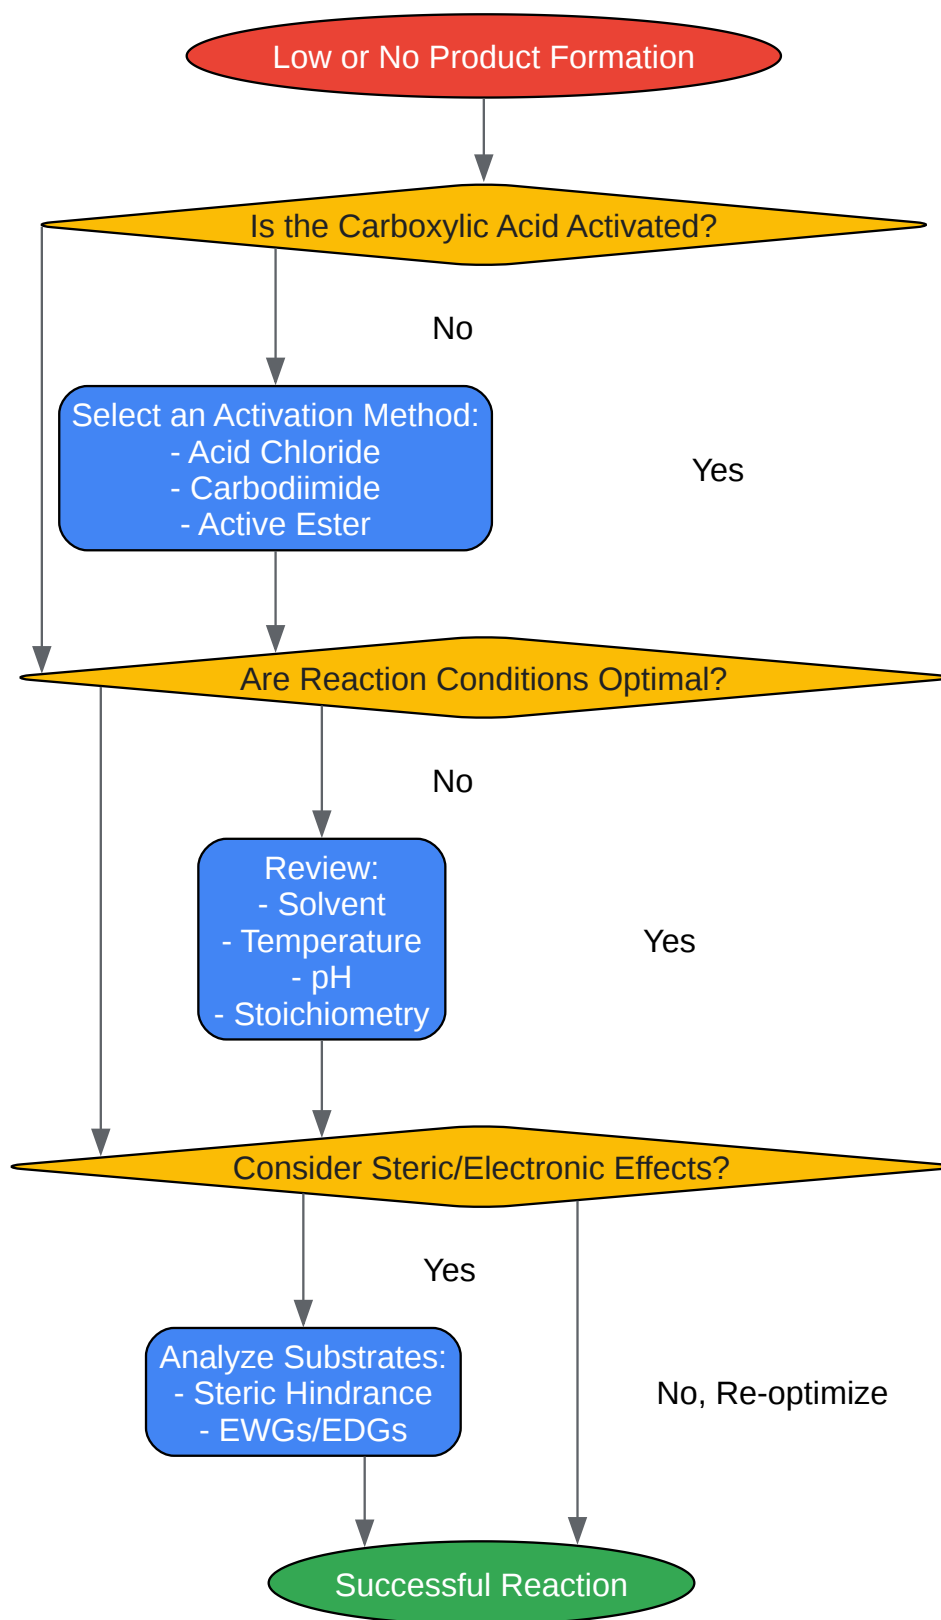 Low or No Product Formation
Is the Carboxylic Acid Activated?
No
Select an Activation Method:
- Acid Chloride
- Carbodiimide
- Active Ester
Yes
Are Reaction Conditions Optimal?
No
Review:
- Solvent
- Temperature
- pH
- Stoichiometry
Yes
Consider Steric/Electronic Effects?
Yes
Analyze Substrates:
- Steric Hindrance
- EWGs/EDGs
No, Re-optimize
Successful Reaction